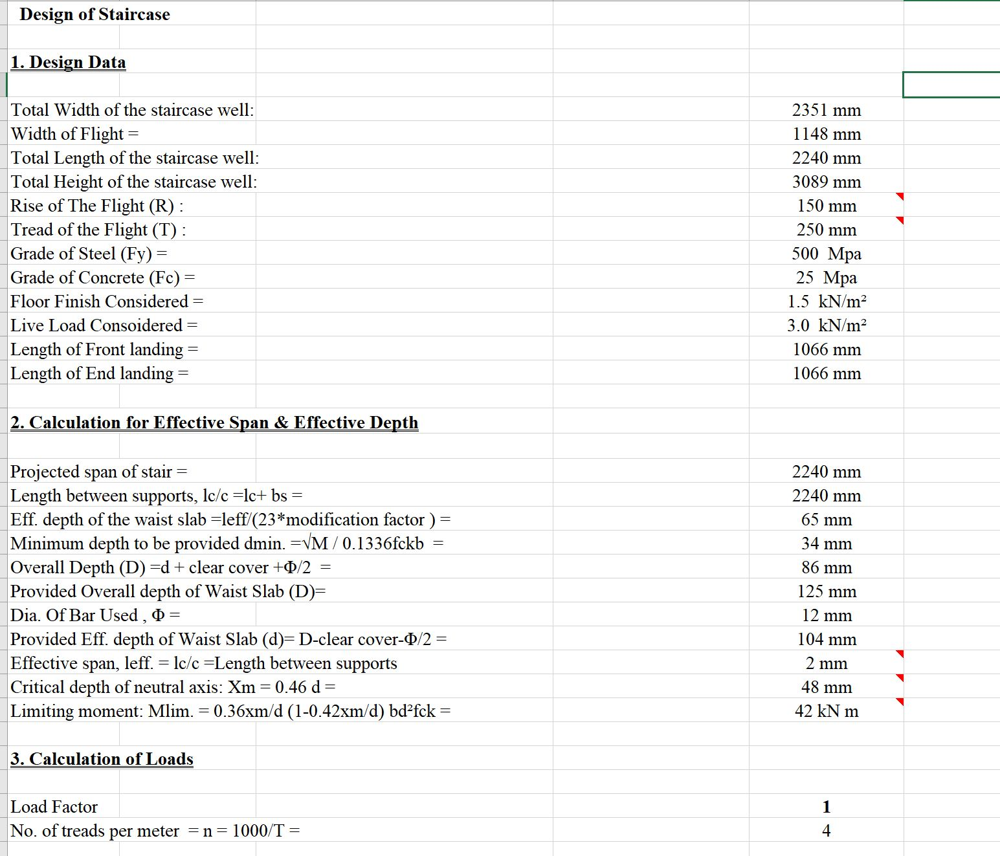 Design of Staircase
1. Design Data
Total Width of the staircase well: 2351 mm
Width of Flight = 1148 mm
Total Length of the staircase well: 2240 mm
Total Height of the staircase well: 3089 mm
Rise of The Flight (R) : 150 mm
Tread of the Flight (T) : 250 mm
Grade of Steel (Fy) = 500 Mpa
Grade of Concrete (Fc) = 25 Mpa
Floor Finish Considered = 1.5 kN/m²
Live Load Consoidered = 3.0 kN/m²
Length of Front landing = 1066 mm
Length of End landing = 1066 mm
2. Calculation for Effective Span & Effective Depth
Projected span of stair = 2240 mm
Length between supports, lc/c =lc+ bs = 2240 mm
Eff. depth of the waist slab =leff/(23*modification factor ) = 65 mm
Minimum depth to be provided dmin. =√M / 0.1336fckb = 34 mm
Overall Depth (D) =d + clear cover +Φ/2 = 86 mm
Provided Overall depth of Waist Slab (D)= 125 mm
Dia. Of Bar Used , Φ = 12 mm
Provided Eff. depth of Waist Slab (d)= D-clear cover-Φ/2 = 104 mm
Effective span, leff. = lc/c =Length between supports 2 mm
Critical depth of neutral axis: Xm = 0.46 d = 48 mm
Limiting moment: Mlim. = 0.36xm/d (1-0.42xm/d) bd²fck = 42 kN m
3. Calculation of Loads
Load Factor 1
No. of treads per meter = n = 1000/T = 4